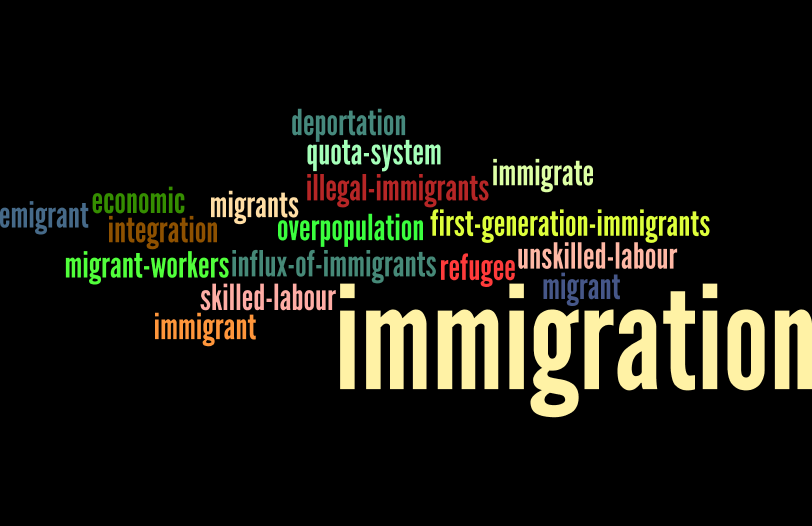 deportation
quota-system
immigrate
illegal-immigrants
economic
migrants
emigrant
first-generation-immigrants
overpopulation
integration
unskilled-labour
influx-of-immigrants
migrant-workers
refugee
migrant
skilled-labour
immigrant
immigration